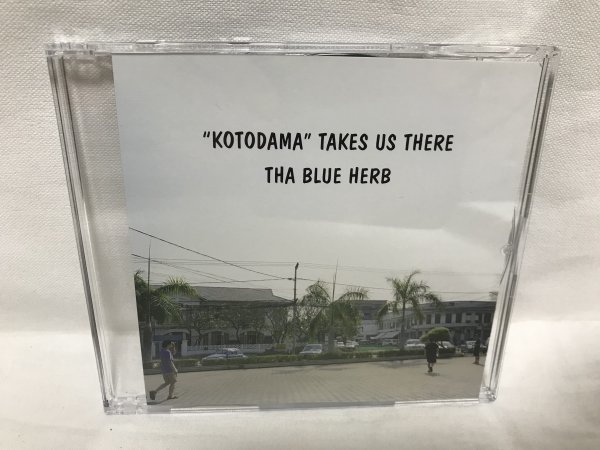 “KOTODAMA” TAKES US THERE
THA BLUE HERB